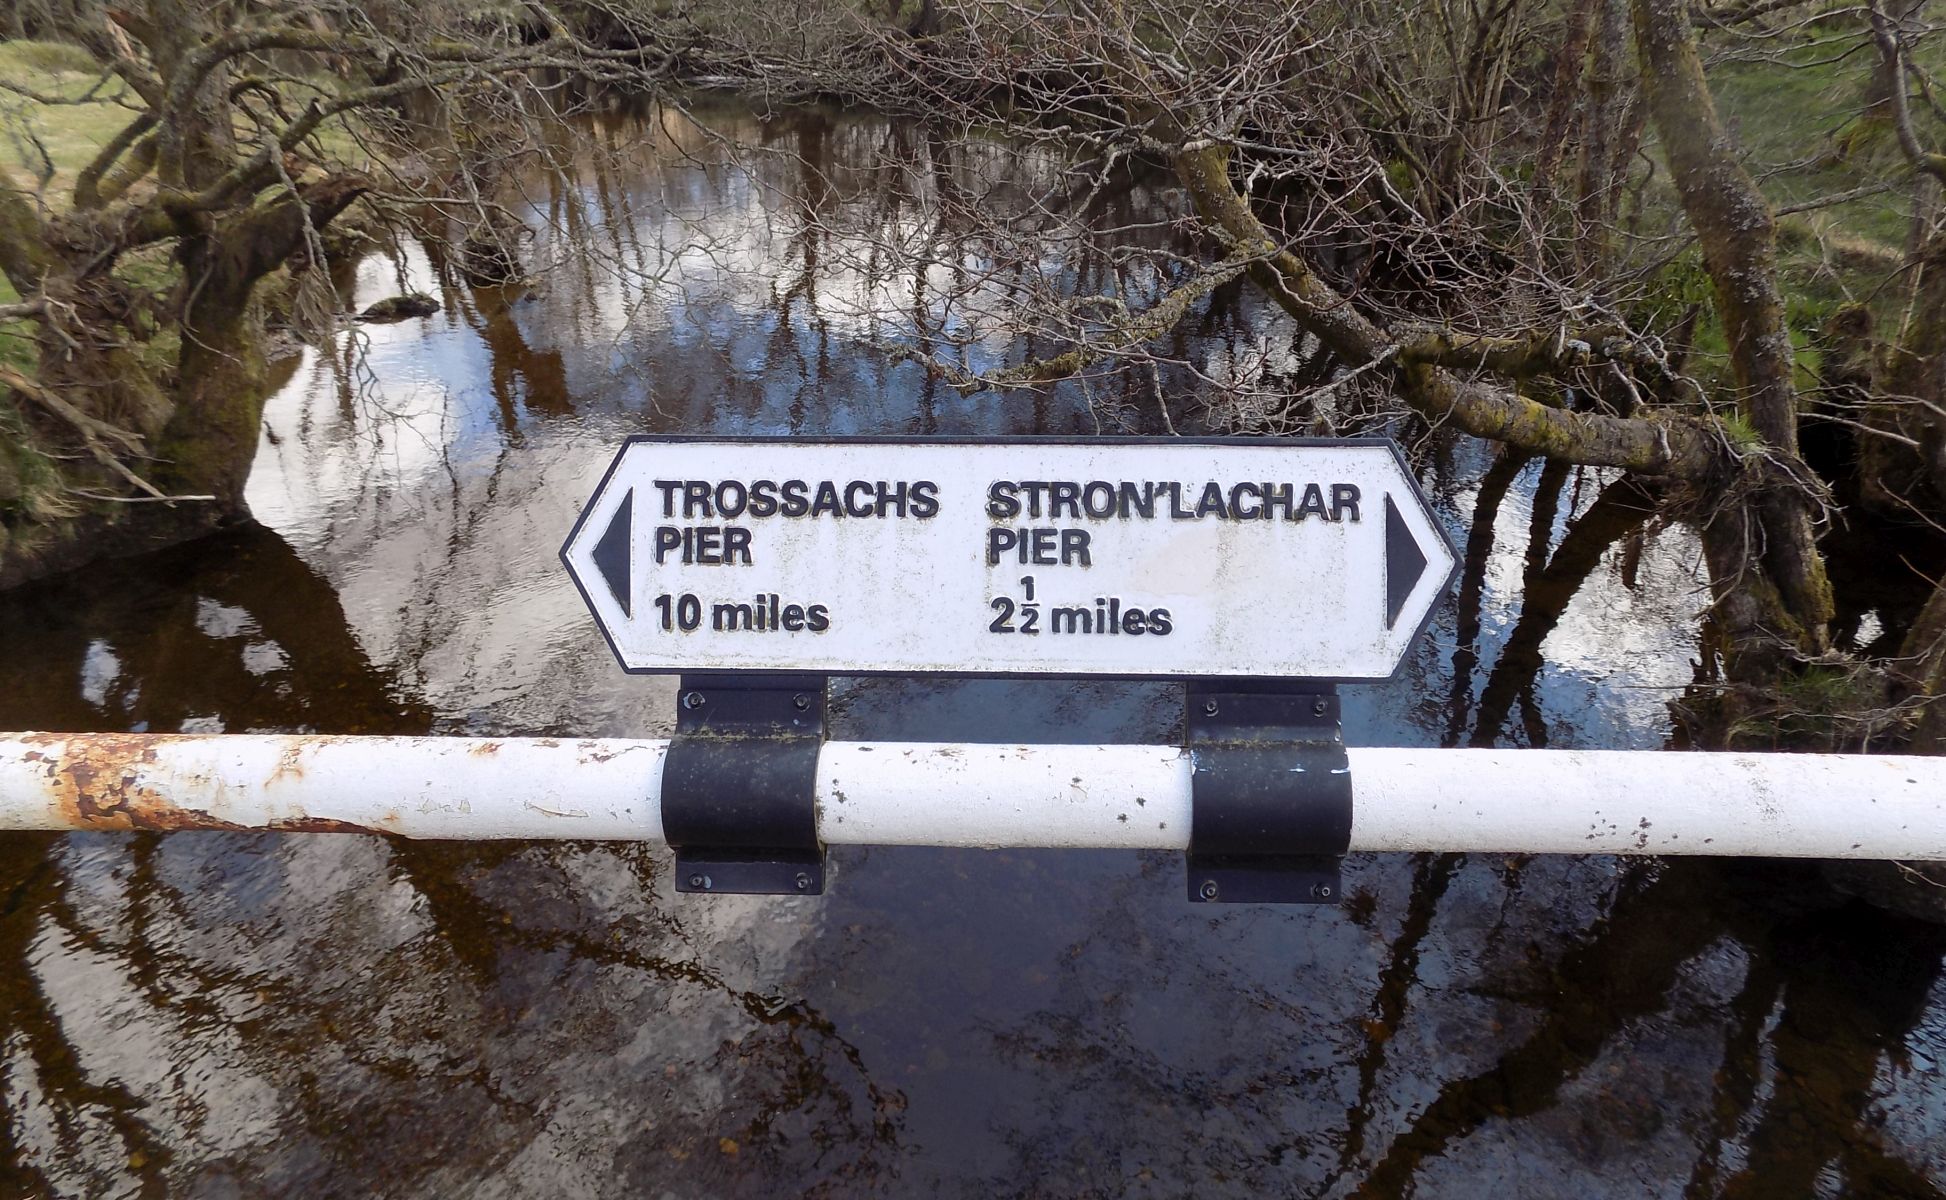 TROSSACHS
PIER
10 miles
STRON'LACHAR
PIER
2½ miles